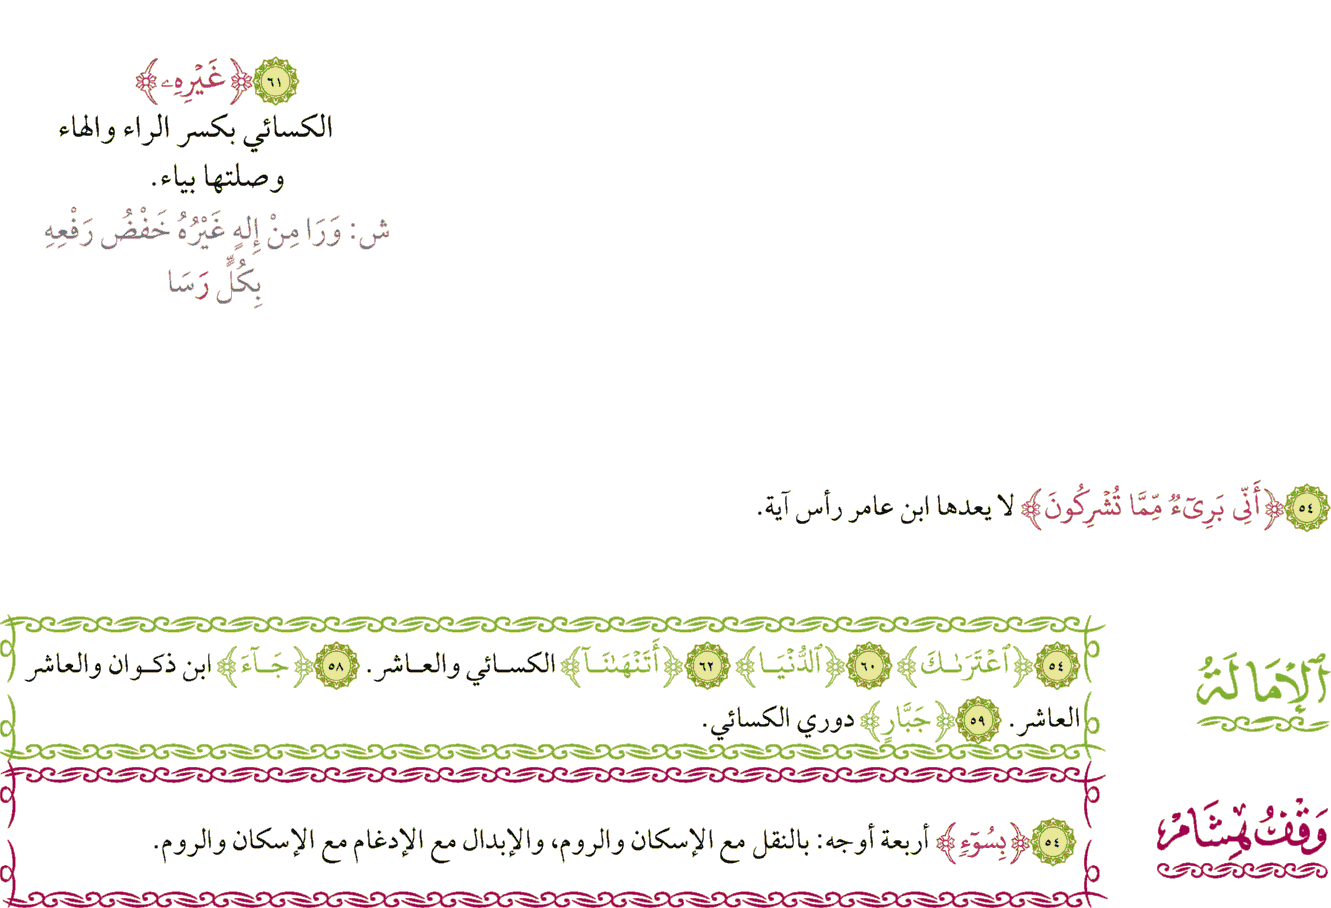 ٦١ ﴿غَيْرِهِۦ﴾
الكسائي بكسر الراء والهاء
وصلتها بياء.
ش: وَرَا مِنْ إِلهٍ غَيْرُهُ خَفْضُ رَفْعِهِ
بِكُلٍّ رَسَا
٥٤ ﴿أَنِّى بَرِىٓءٌ مِّمَّا تُشْرِكُونَ﴾ لا يعدها ابن عامر رأس آية.
ٱلْإِمَالَةُ
٥٤ ﴿ٱعْتَرَىٰكَ﴾ ٦٠ ﴿ٱلدُّنْيَا﴾ ٦٢ ﴿أَتَنْهَىٰنَآ﴾ الكسائي والعاشر. ٥٨ ﴿جَآءَ﴾ ابن ذكوان والعاشر
العاشر. ٥٩ ﴿جَبَّارٍ﴾ دوري الكسائي.
وَقْفُ هِشَامْ
٥٤ ﴿بِسُوٓءٍ﴾ أربعة أوجه: بالنقل مع الإسكان والروم، والإبدال مع الإدغام مع الإسكان والروم.